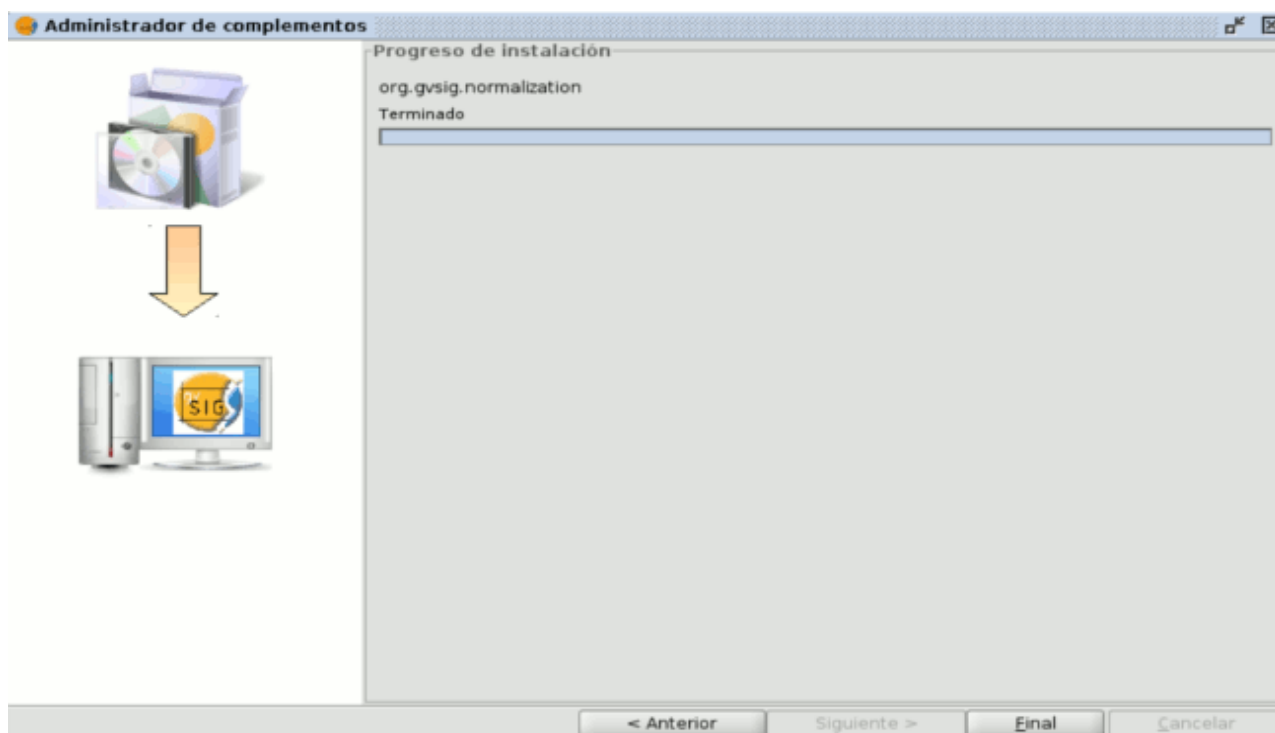 Administrador de complementos
Progreso de instalación
org.gvsig.normalization
Terminado
SIG
< Anterior
Siguiente >
Final
Cancelar